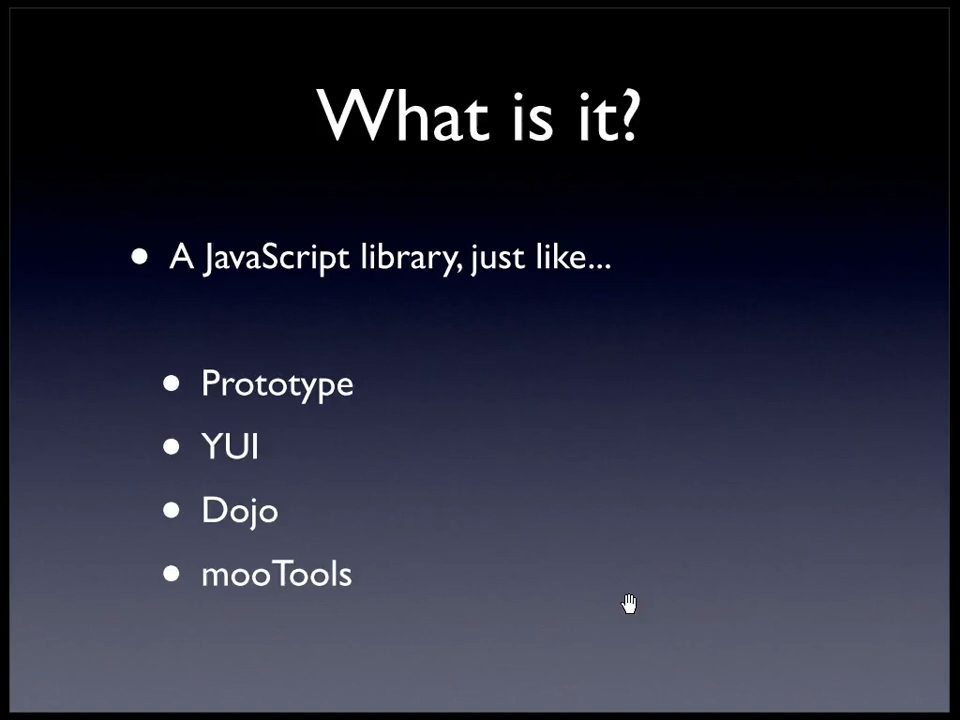 What is it?
• A JavaScript library, just like...
• Prototype
• YUI
• Dojo
• mooTools